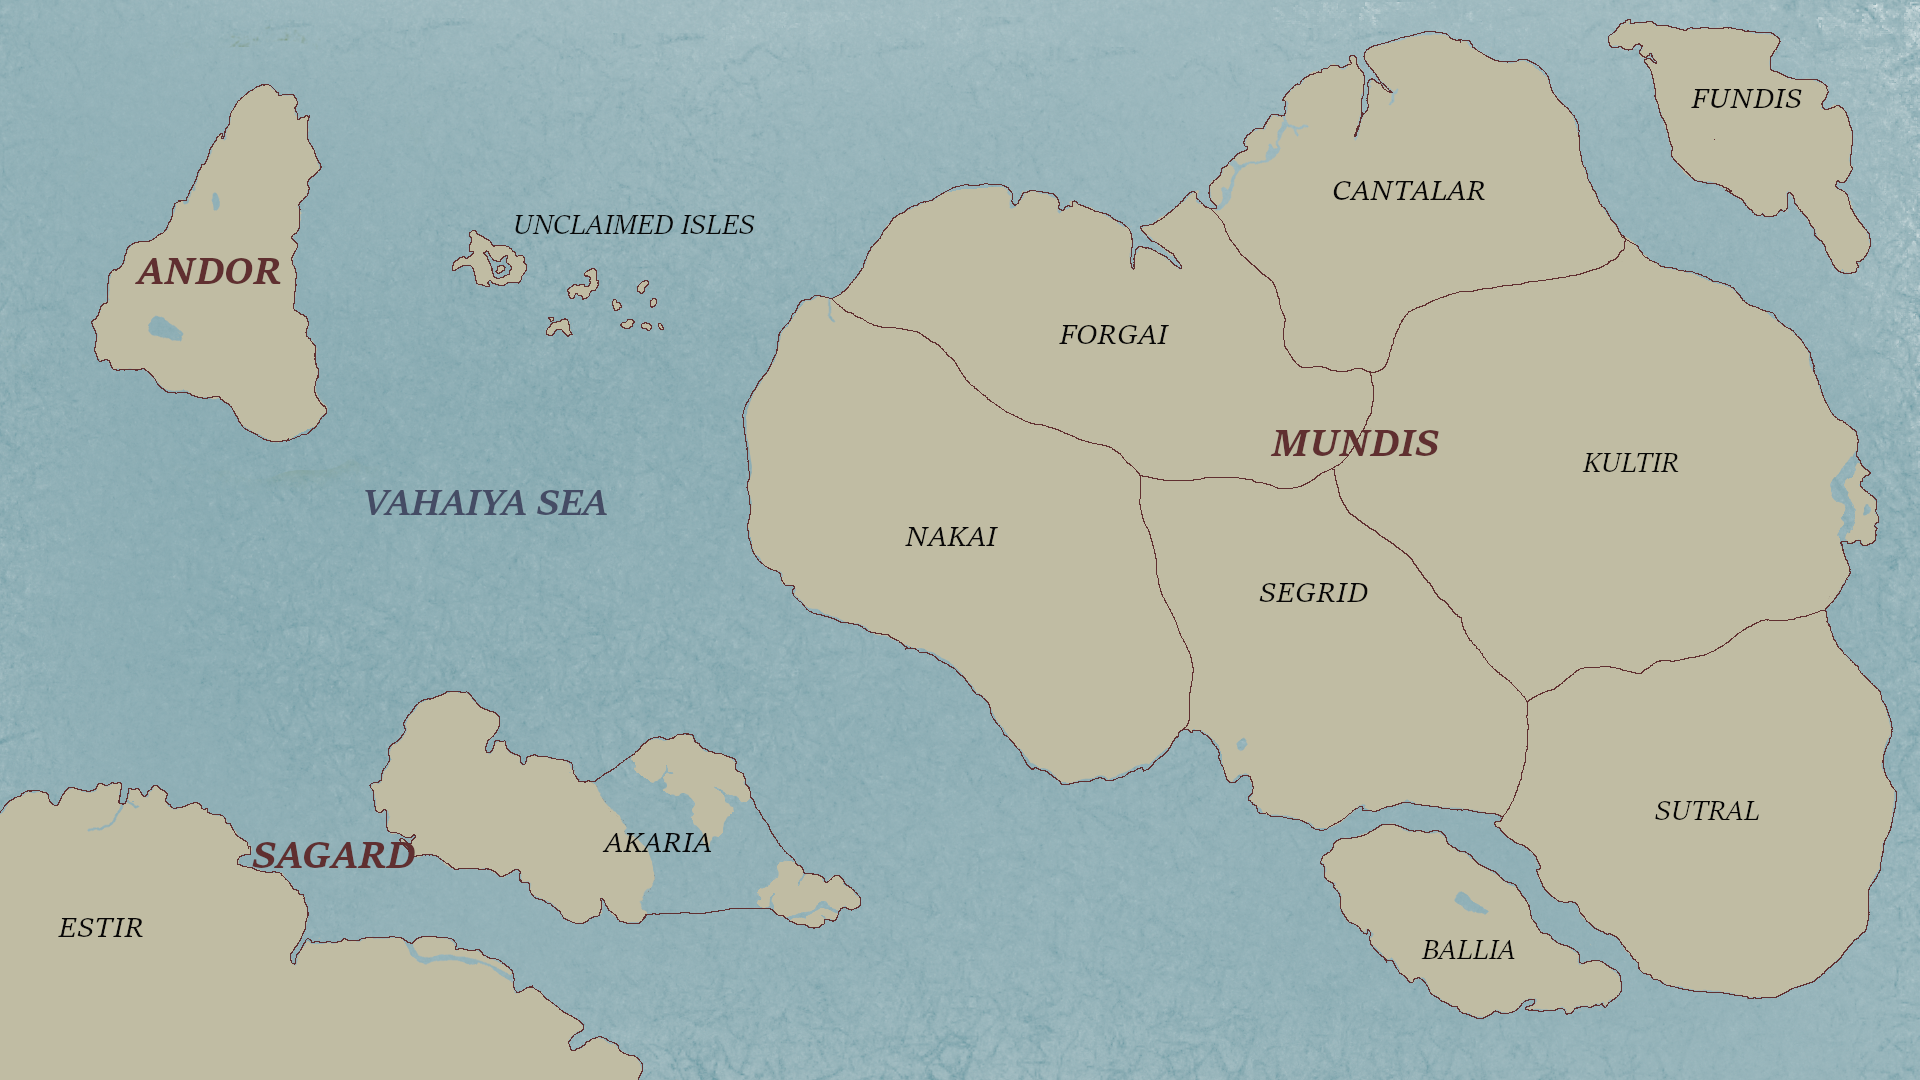 FUNDIS
CANTALAR
UNCLAIMED ISLES
ANDOR
FORGAI
MUNDIS
KULTIR
VAHAIYA SEA
NAKAI
SEGRID
SUTRAL
AKARIA
SAGARD
ESTIR
BALLIA